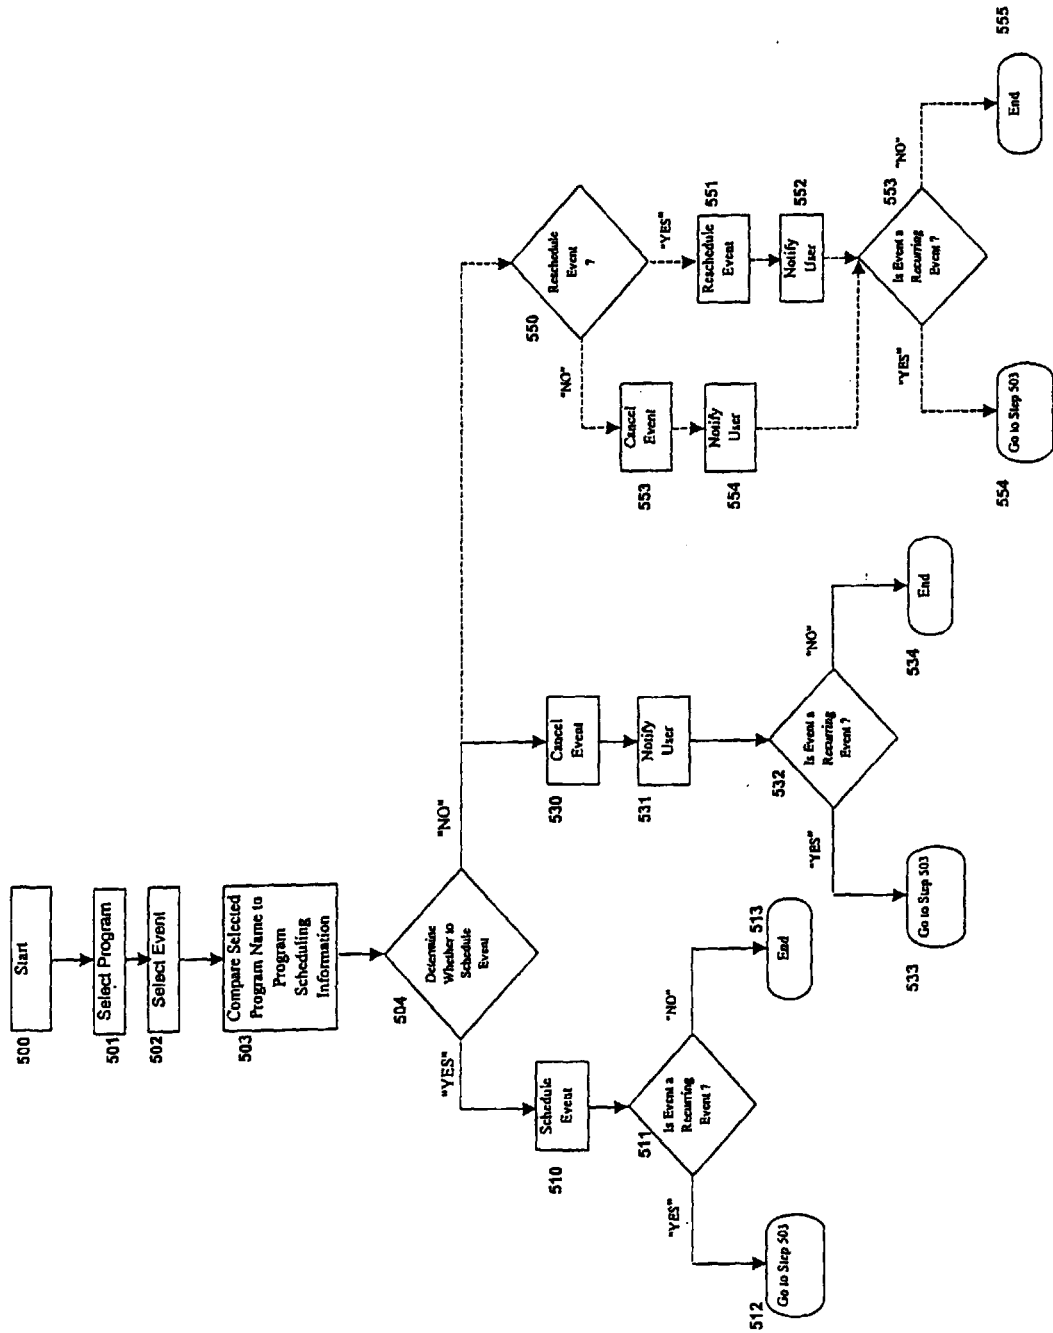 500
Start
501
Select Program
502
Select Event
503
Compare Selected
Program Name to
Program
Scheduling
Information
504
Determine
Whether to
Schedule
Event
"YES"
"NO"
510
Schedule
Event
511
Is Event a
Recurring
Event ?
"YES"
"NO"
512
Go to Step 503
513
End
530
Cancel
Event
531
Notify
User
532
Is Event a
Recurring
Event ?
"YES"
"NO"
533
Go to Step 503
534
End
550
Reschedule
Event
?
"NO"
"YES"
553
Cancel
Event
554
Notify
User
551
Reschedule
Event
552
Notify
User
553
Is Event a
Recurring
Event ?
"YES"
"NO"
554
Go to Step 503
555
End